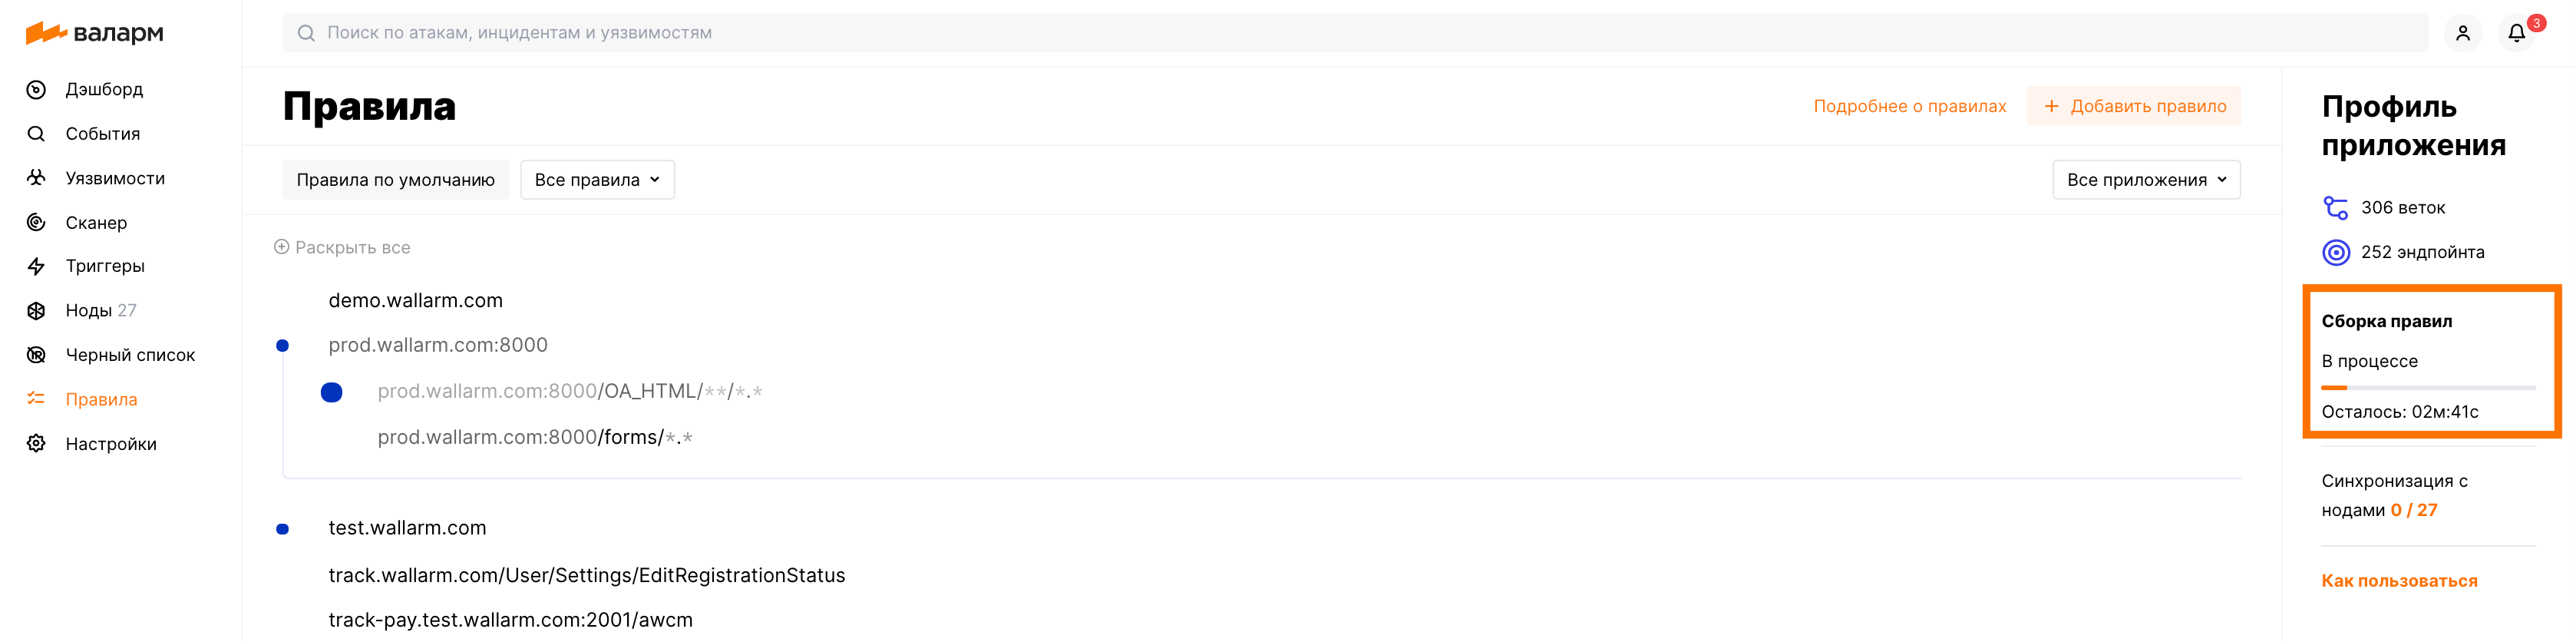 валарм
Дэшборд
События
Уязвимости
Сканер
Триггеры
Ноды 27
Черный список
Правила
Настройки
Поиск по атакам, инцидентам и уязвимостям
3
Правила
Подробнее о правилах
+ Добавить правило
Правила по умолчанию
Все правила
Все приложения
Раскрыть все
demo.wallarm.com
prod.wallarm.com:8000
prod.wallarm.com:8000/OA_HTML/**/*.*
prod.wallarm.com:8000/forms/*.*
test.wallarm.com
track.wallarm.com/User/Settings/EditRegistrationStatus
track-pay.test.wallarm.com:2001/awcm
Профиль
приложения
306 веток
252 эндпойнта
Сборка правил
В процессе
Осталось: 02м:41с
Синхронизация с
нодами 0 / 27
Как пользоваться